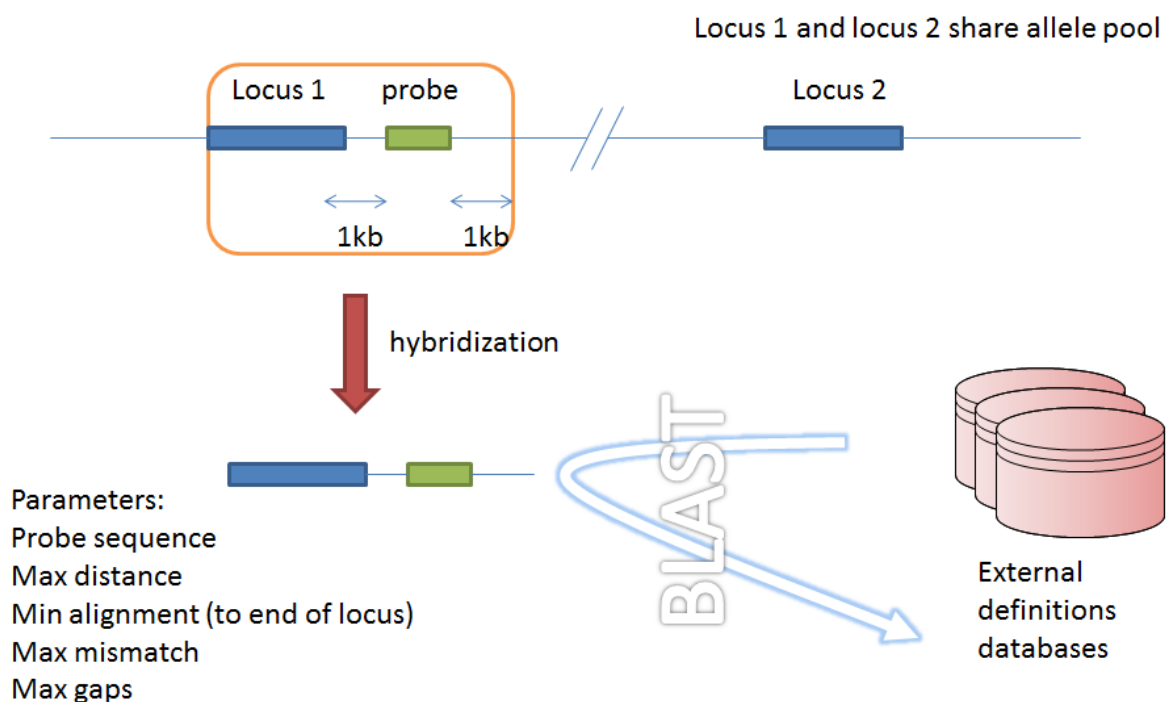 Locus 1 and locus 2 share allele pool
Locus 1
probe
Locus 2
1kb
1kb
hybridization
BLAST
Parameters:
Probe sequence
Max distance
Min alignment (to end of locus)
Max mismatch
Max gaps
External
definitions
databases